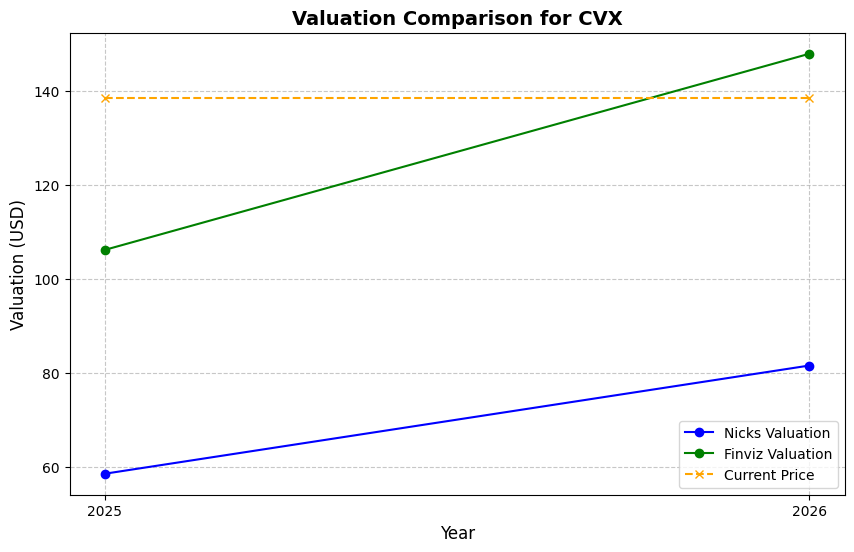 Valuation Comparison for CVX
Valuation (USD)
140
120
100
80
60
2025
2026
Year
Nicks Valuation
Finviz Valuation
Current Price